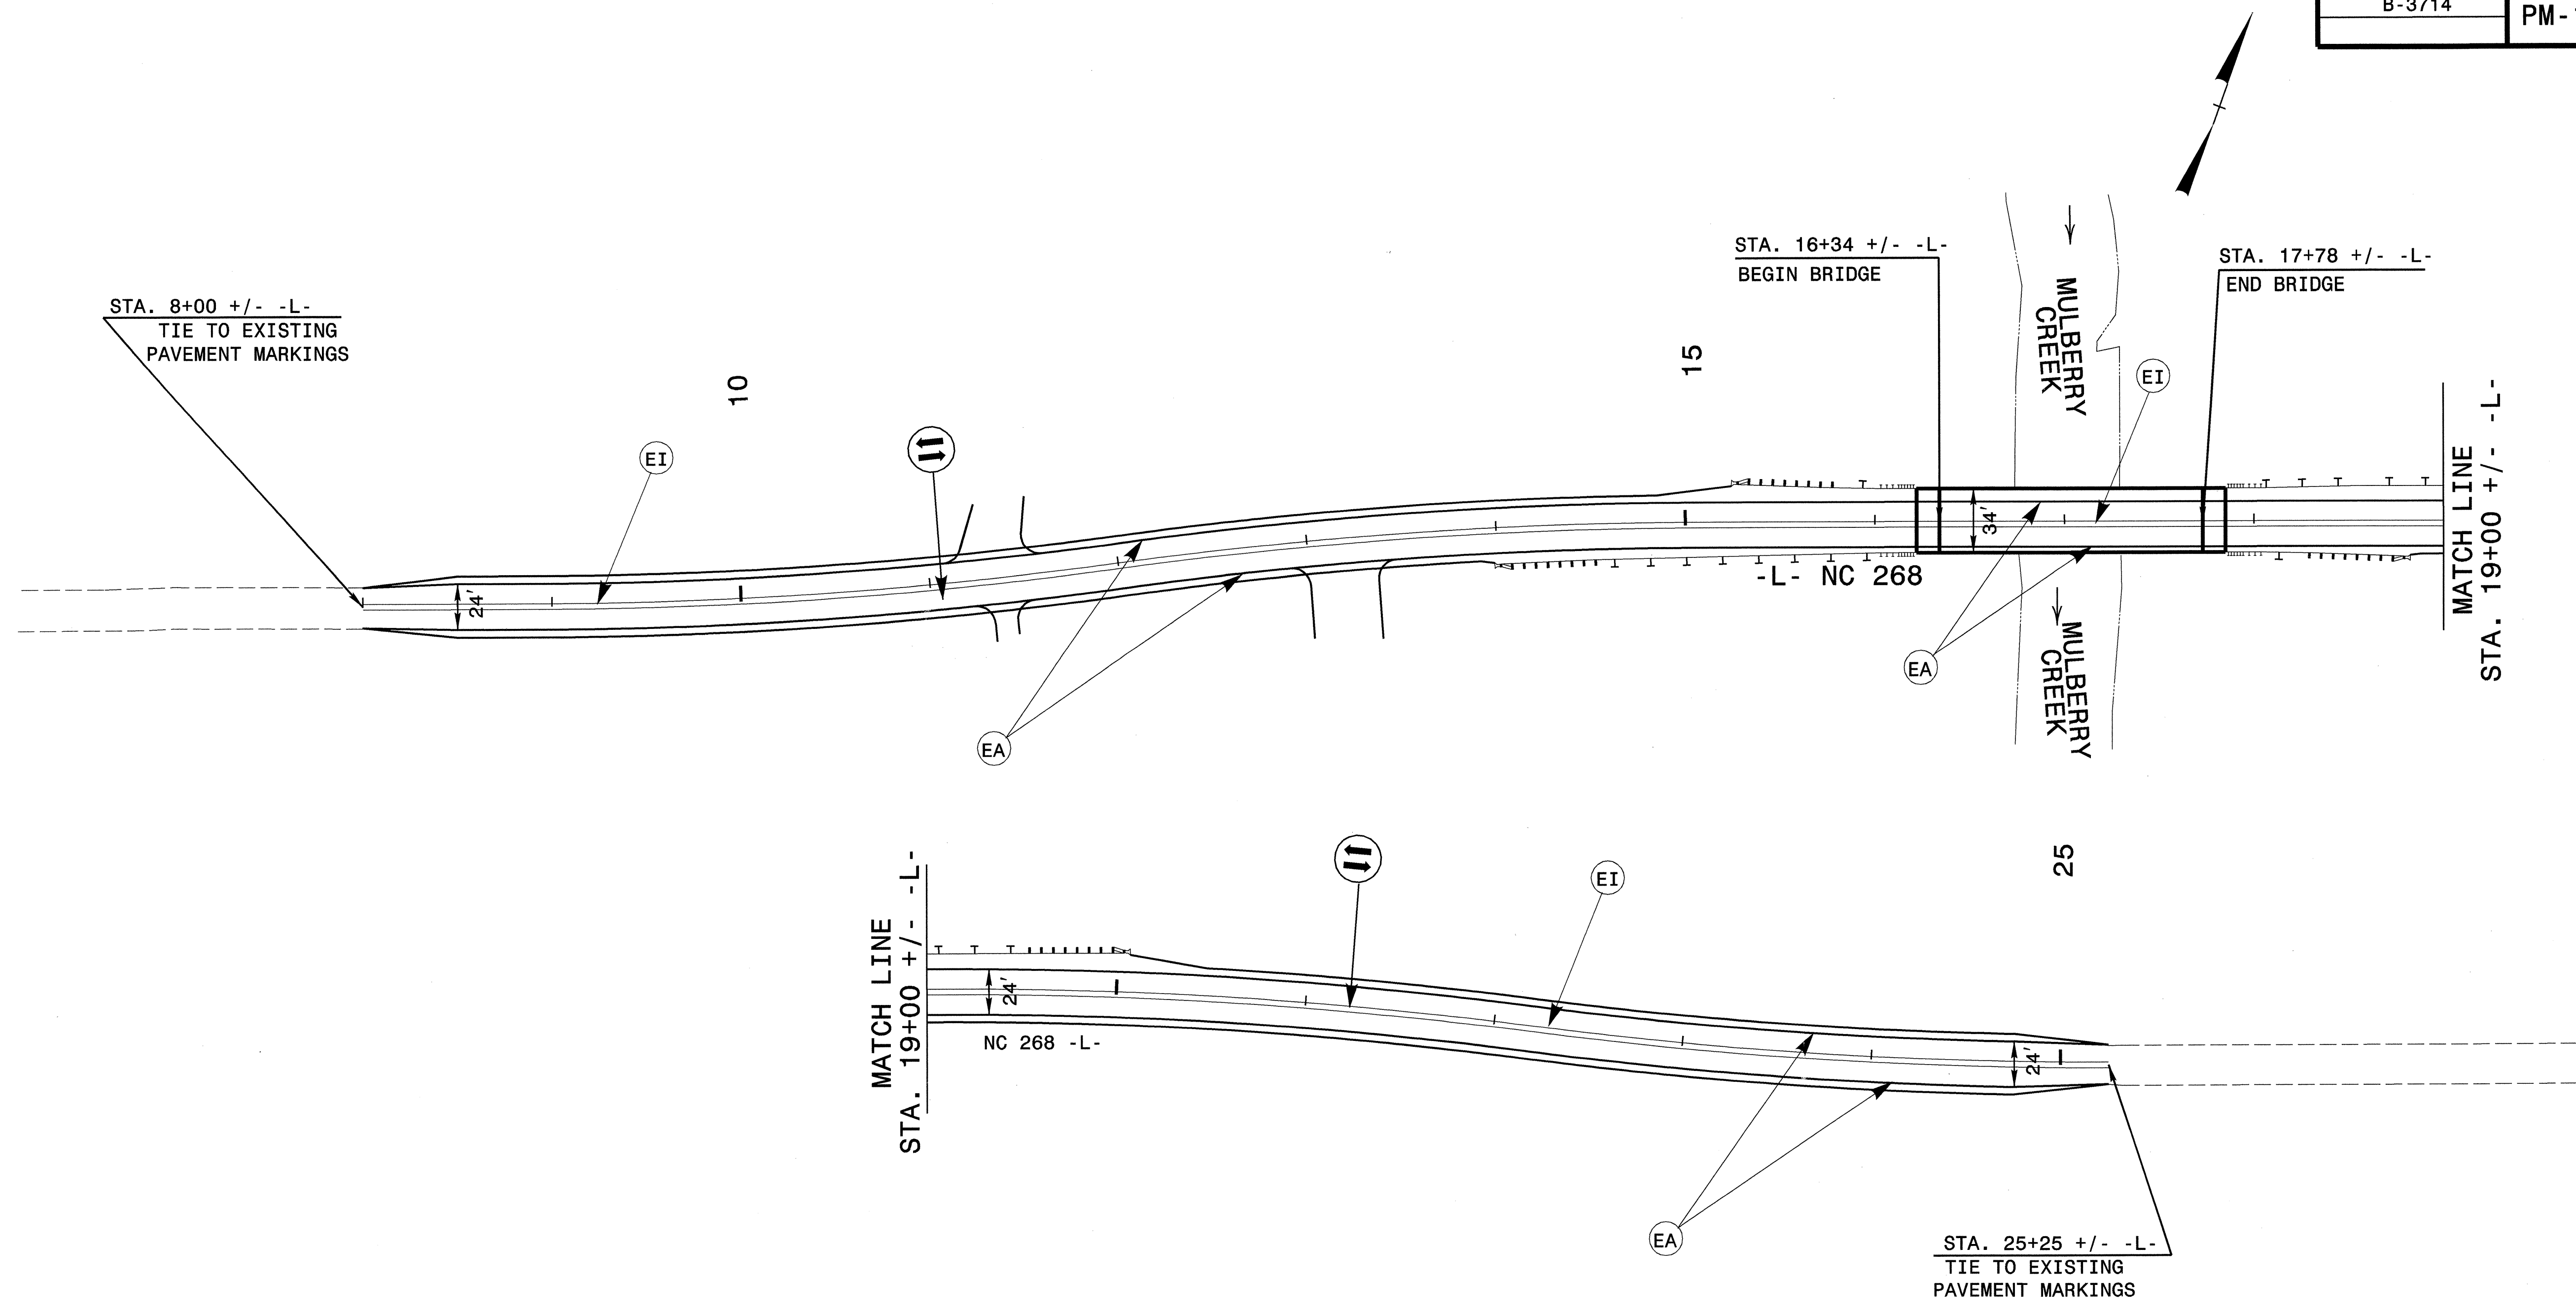 B-3714
PM-
STA. 16+34 +/- -L-
BEGIN BRIDGE
STA. 17+78 +/- -L-
END BRIDGE
STA. 8+00 +/- -L-
TIE TO EXISTING
PAVEMENT MARKINGS
10
15
MULBERRY
CREEK
EI
EI
24'
34'
-L- NC 268
MATCH LINE
STA. 19+00 +/- -L-
EA
EA
MULBERRY
CREEK
25
EI
MATCH LINE
STA. 19+00 +/- -L-
24'
NC 268 -L-
24'
EA
STA. 25+25 +/- -L-
TIE TO EXISTING
PAVEMENT MARKINGS